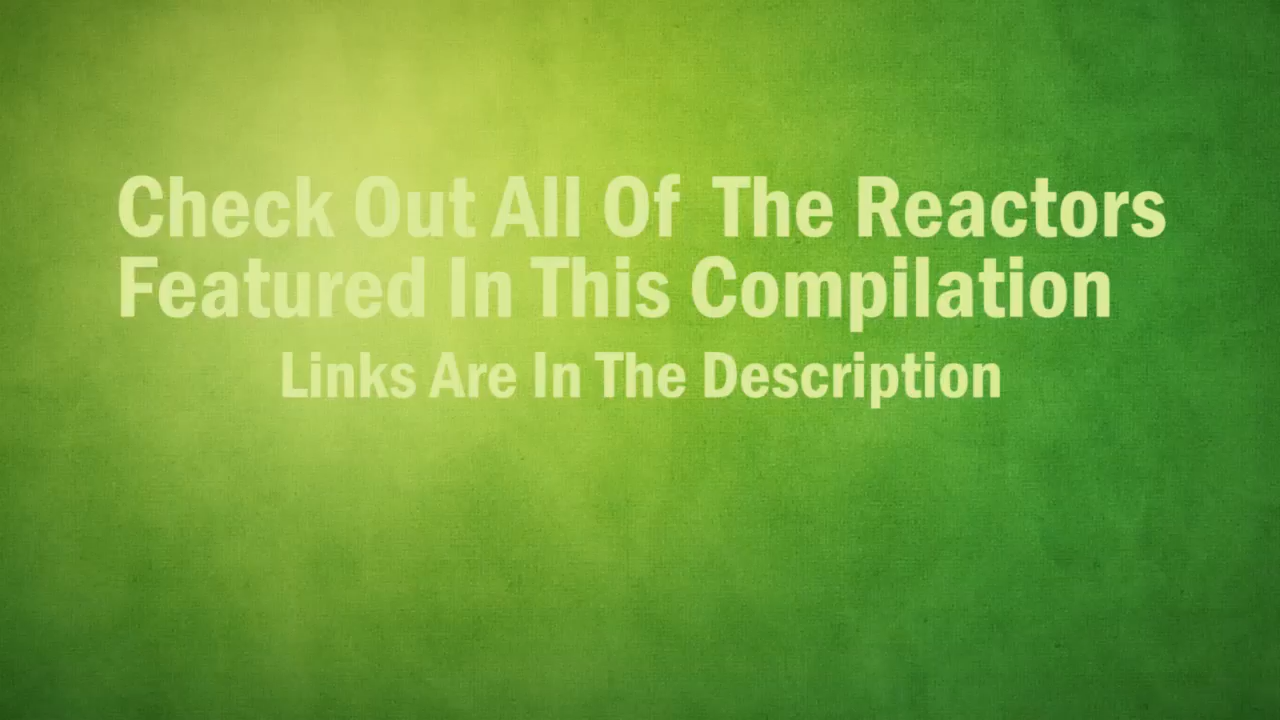 Check Out All Of The Reactors
Featured In This Compilation
Links Are In The Description